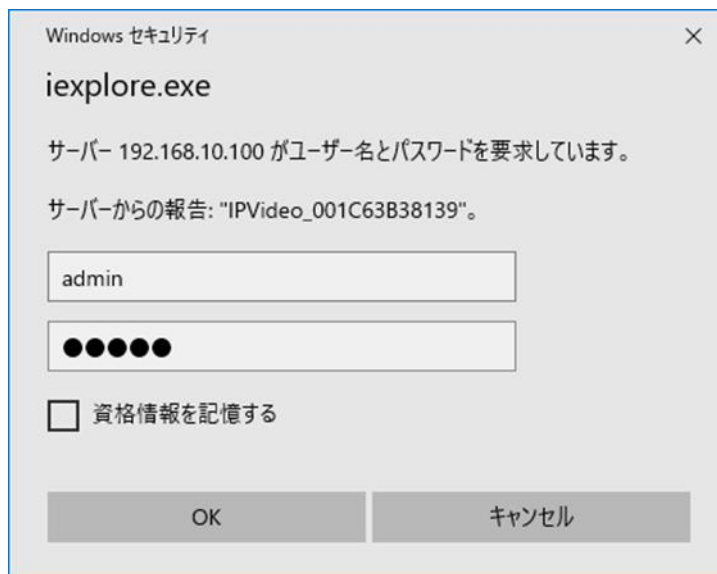 Windows セキュリティ
iexplore.exe
サーバー 192.168.10.100 がユーザー名とパスワードを要求しています。
サーバーからの報告: "IPVideo_001C63B38139"。
admin
●●●●●
資格情報を記憶する
OK
キャンセル